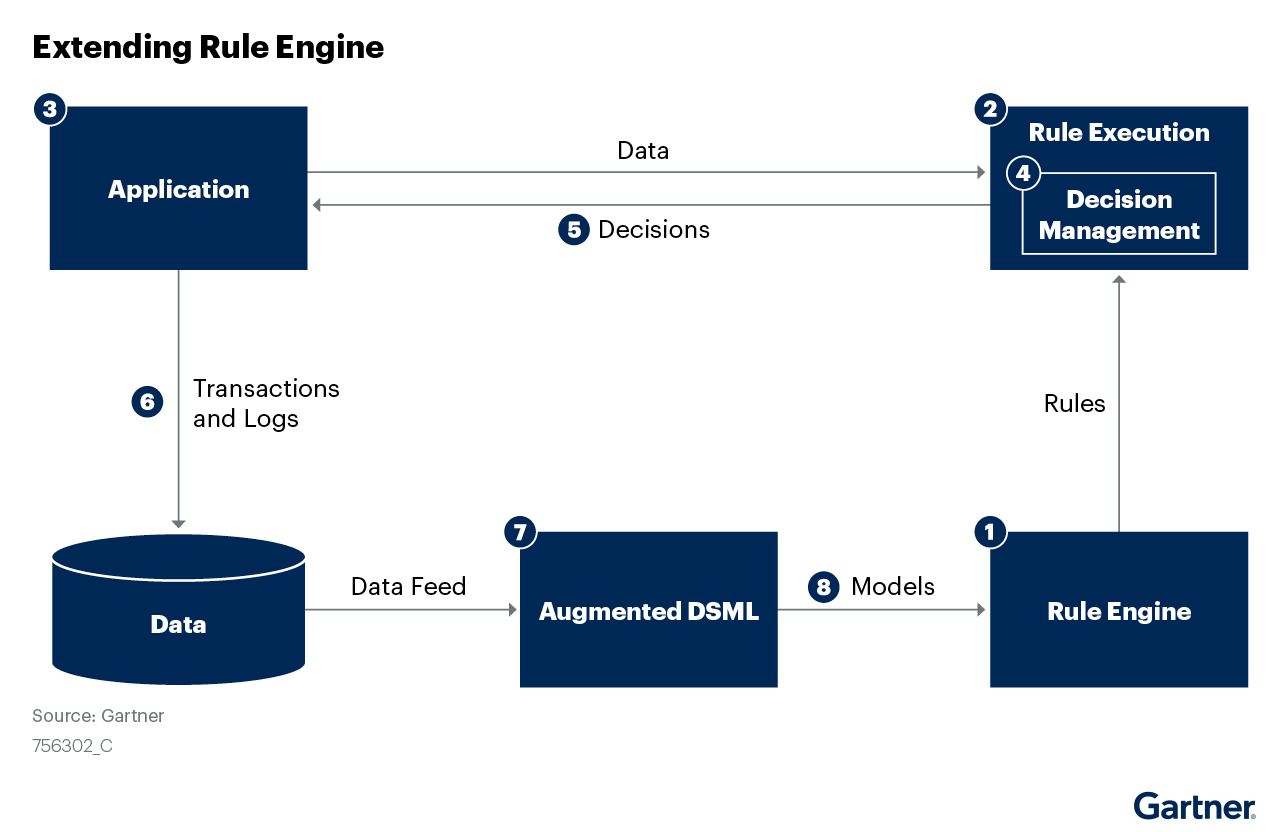 Extending Rule Engine
3
Application
Data
5 Decisions
2
Rule Execution
4
Decision
Management
6
Transactions
and Logs
Rules
Data
Data Feed
7
Augmented DSML
8 Models
1
Rule Engine
Source: Gartner
756302_C
Gartner®